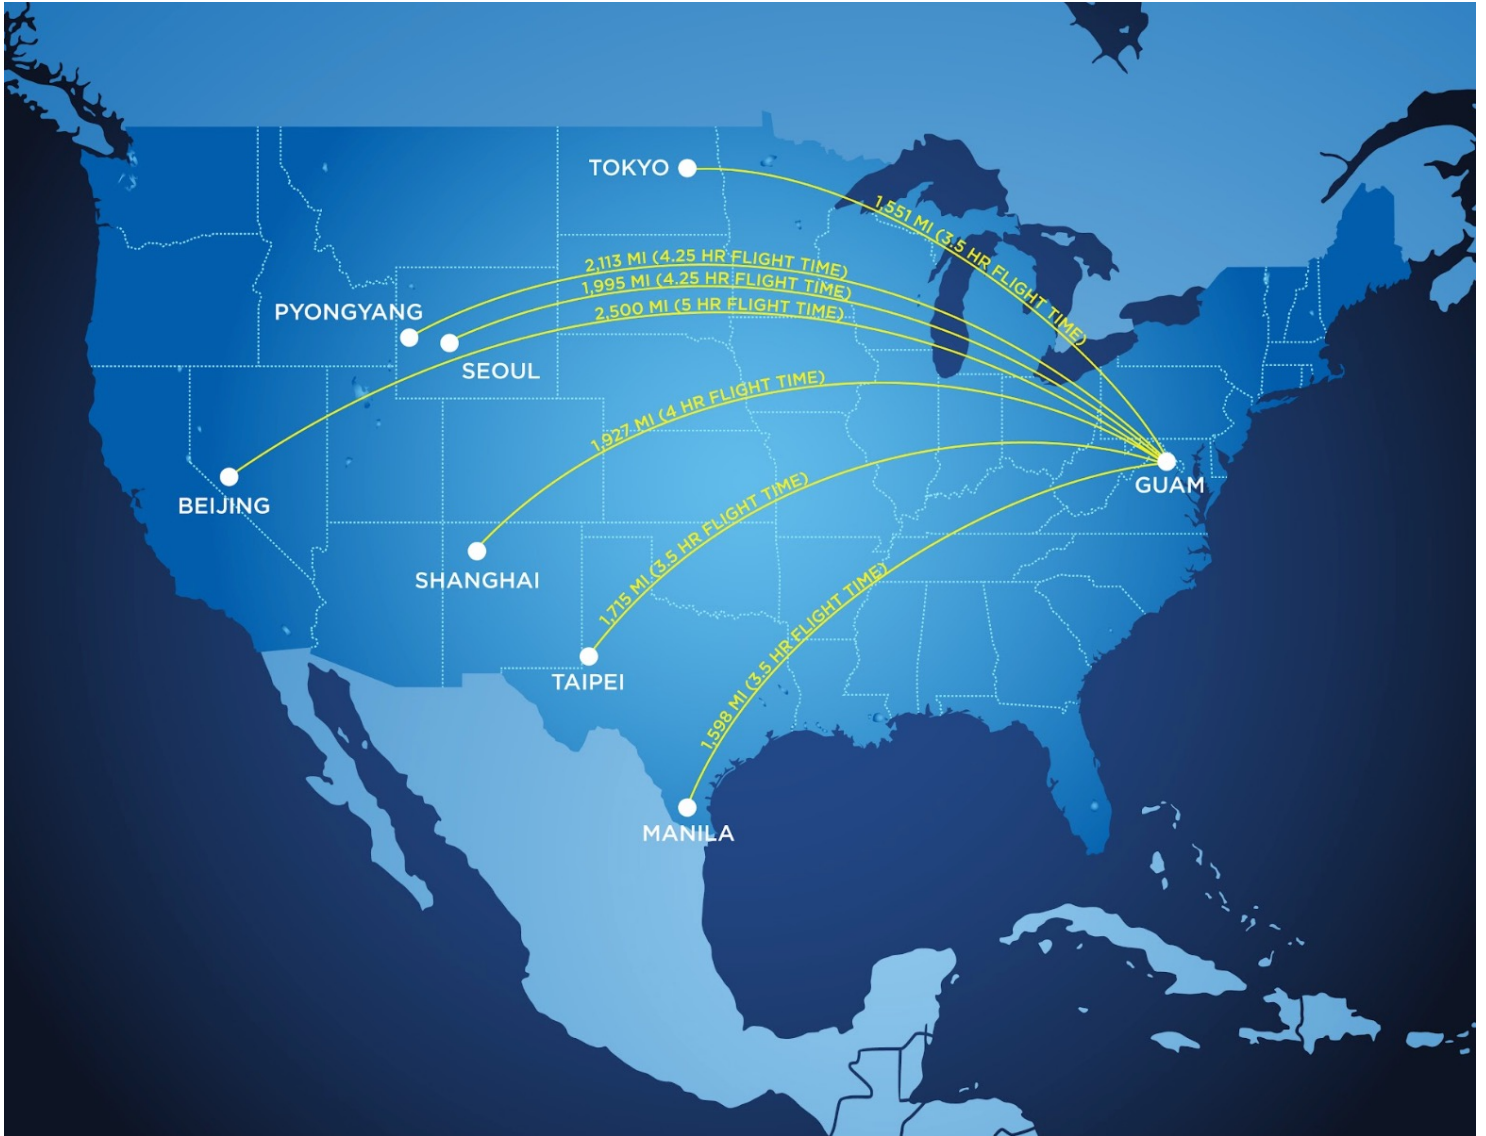 TOKYO
1,551 MI (3.5 HR FLIGHT TIME)
2,113 MI (4.25 HR FLIGHT TIME)
1,995 MI (4.25 HR FLIGHT TIME)
2,500 MI (5 HR FLIGHT TIME)
PYONGYANG
SEOUL
1,927 MI (4 HR FLIGHT TIME)
BEIJING
GUAM
1,715 MI (3.5 HR FLIGHT TIME)
SHANGHAI
1,598 MI (3.5 HR FLIGHT TIME)
TAIPEI
MANILA